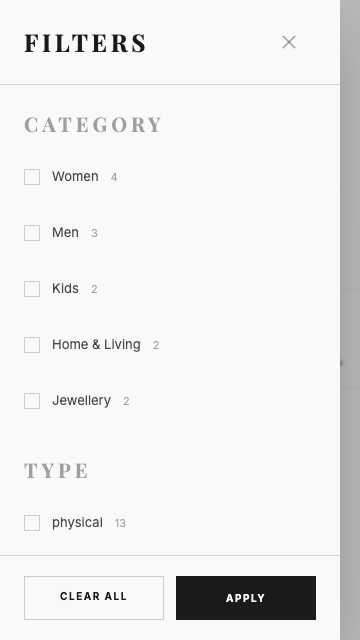 FILTERS
CATEGORY
Women 4
Men 3
Kids 2
Home & Living 2
Jewellery 2
TYPE
physical 13
CLEAR ALL APPLY